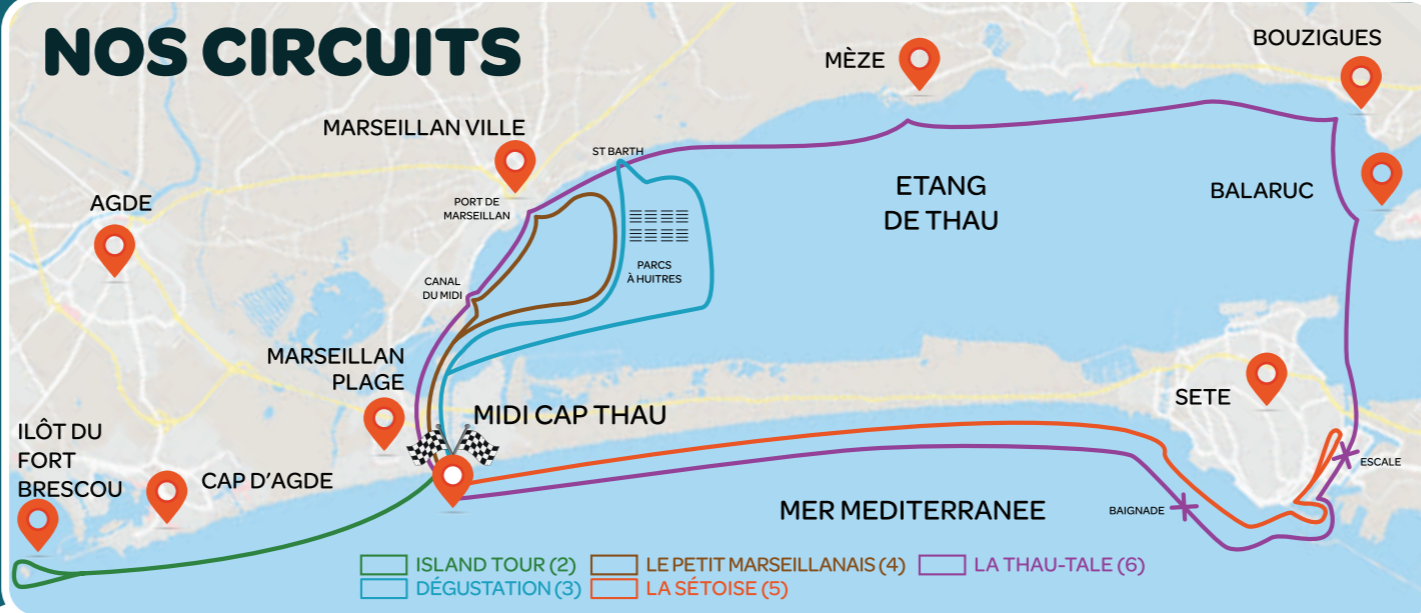 NOS CIRCUITS
MÈZE
BOUZIGUES
MARSEILLAN VILLE
ST BARTH
AGDE
PORT DE
MARSEILLAN
ETANG
DE THAU
BALARUC
PARCS
À HUITRES
CANAL
DU MIDI
MARSEILLAN
PLAGE
MIDI CAP THAU
SETE
ILÔT DU
FORT
BRESCOU
CAP D'AGDE
ESCALE
MER MEDITERRANEE
BAIGNADE
ISLAND TOUR (2)
LE PETIT MARSEILLANAIS (4)
LA THAU-TALE (6)
DÉGUSTATION (3)
LA SÉTOISE (5)